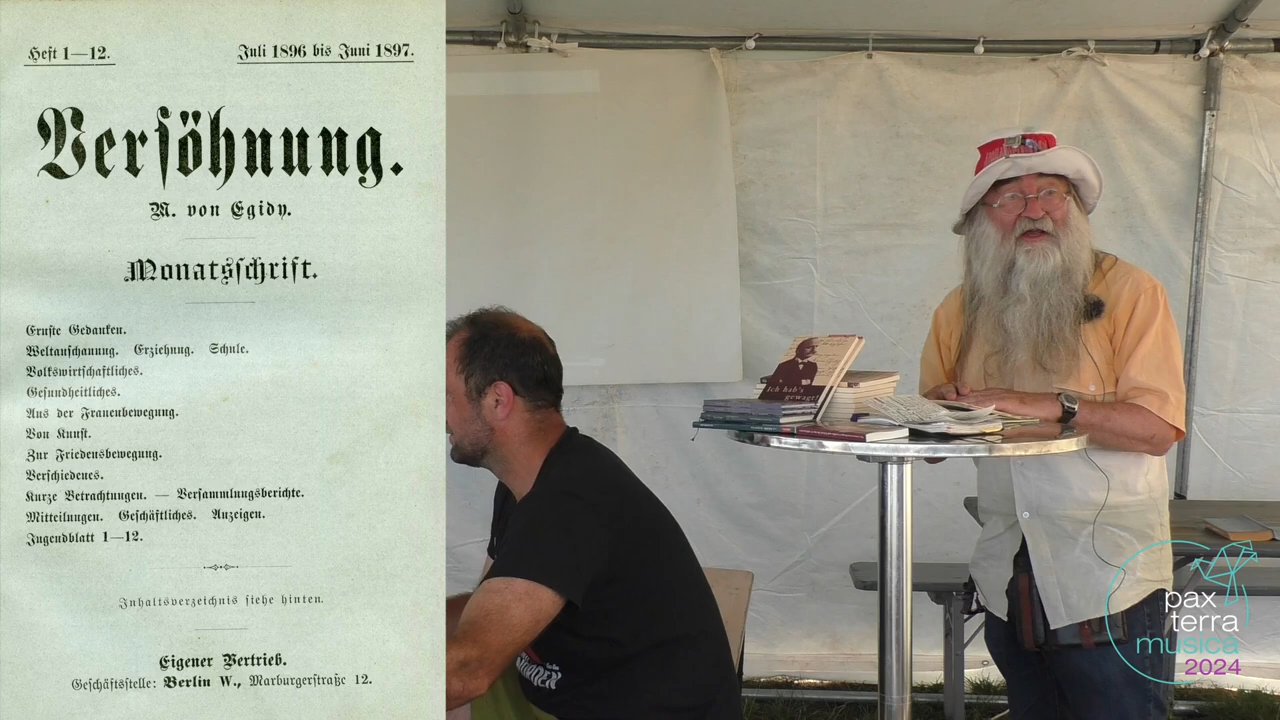 Heft 1—12. Juli 1896 bis Juni 1897.
Versöhnung.
M. von Egidy.
Monatsschrift.
Ernste Gedanken.
Weltanschauung. Erziehung. Schule.
Volkswirtschaftliches.
Gesundheitliches.
Aus der Frauenbewegung.
Von Kunst.
Zur Friedensbewegung.
Verschiedenes.
Kurze Betrachtungen. — Versammlungsberichte.
Mitteilungen. Geschäftliches. Anzeigen.
Jugendblatt 1—12.
Inhaltsverzeichnis siehe hinten.
Eigener Vertrieb.
Geschäftsstelle: Berlin W., Marburgerstraße 12.
Ich hab's
gewagt!
pax
terra
musica
2024